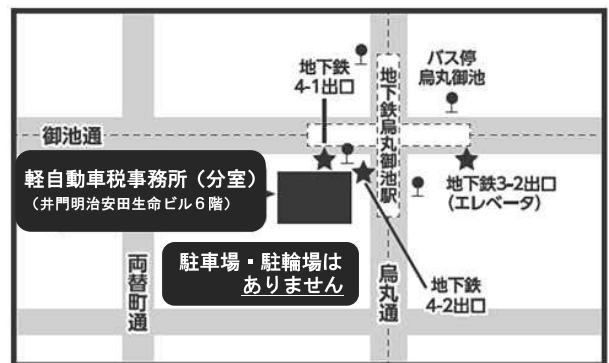 バス停
烏丸御池
地下鉄
4-1出口
地下鉄烏丸御池駅
御池通
軽自動車税事務所（分室）
（井門明治安田生命ビル６階）
地下鉄3-2出口
（エレベータ）
駐車場・駐輪場は
ありません
両替町通
烏丸通
地下鉄
4-2出口